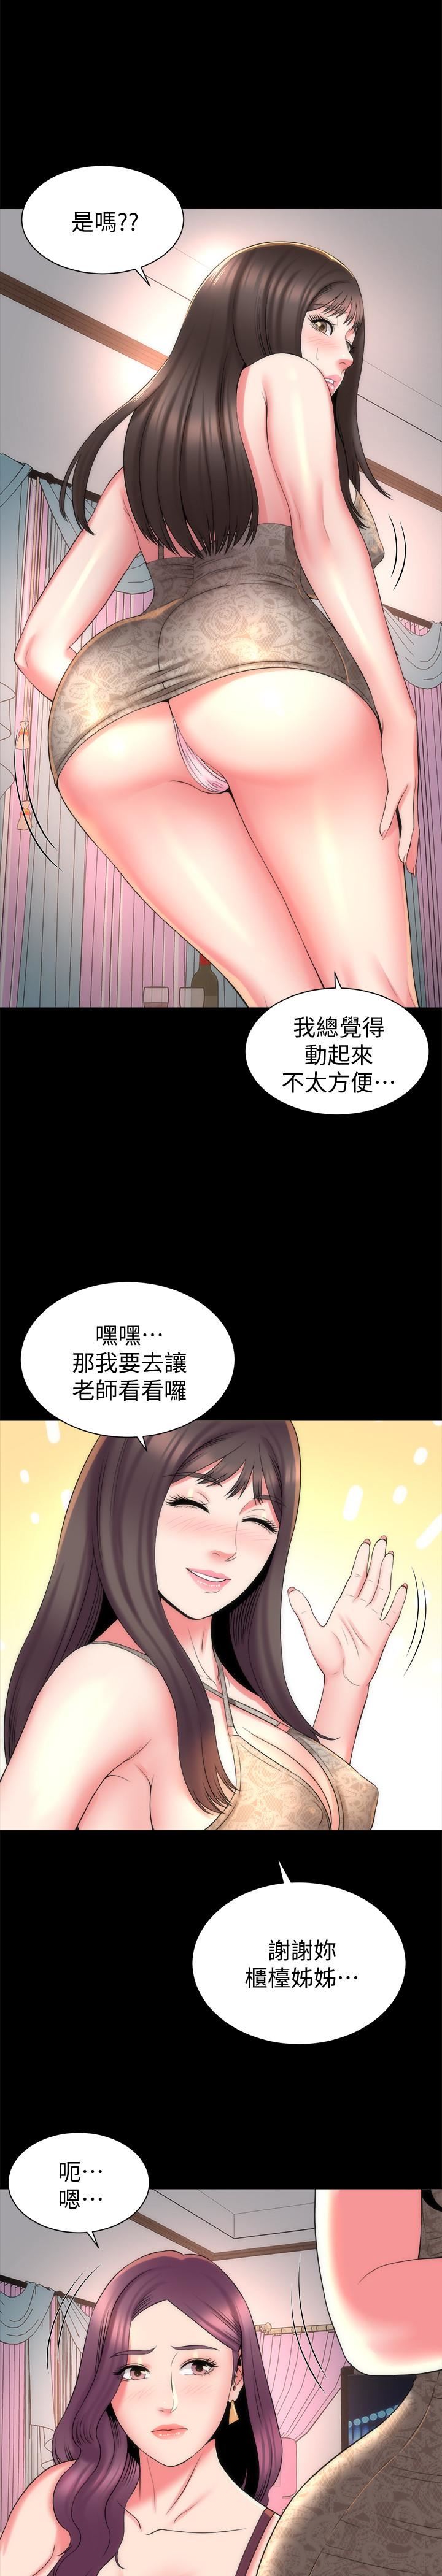 是嗎??
我總覺得
動起來
不太方便…
嘿嘿…
那我要去讓
老師看看囉
謝謝妳
櫃檯姊姊…
呃…
嗯…